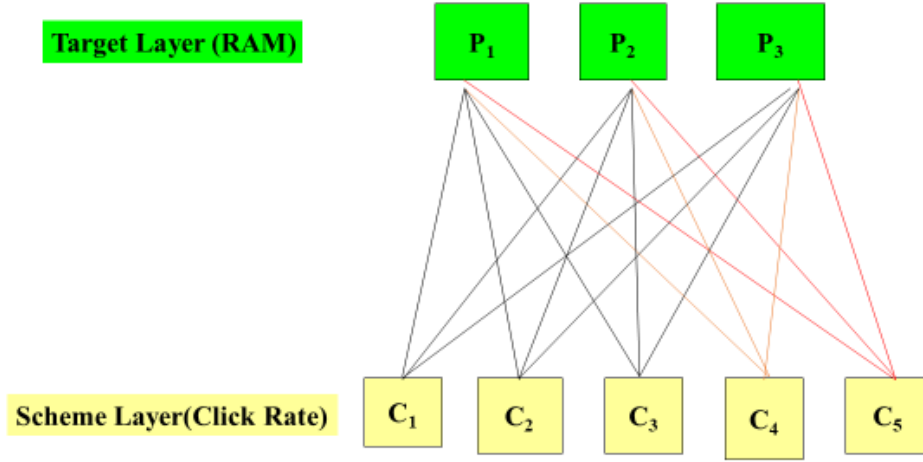 Target Layer (RAM) P₁ P₂ P₃
Scheme Layer(Click Rate) C₁ C₂ C₃ C₄ C₅